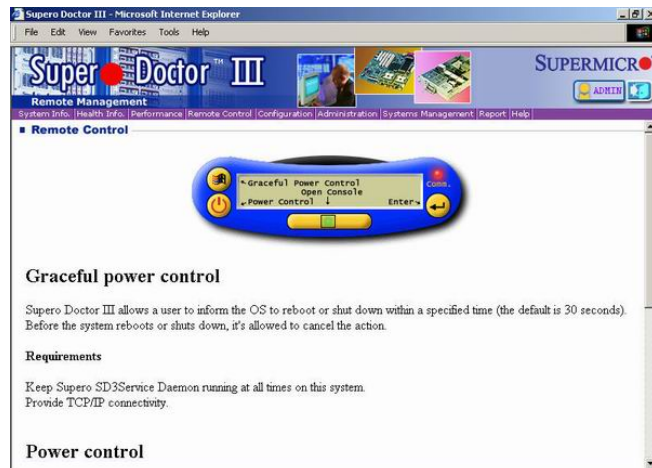 Supero Doctor III - Microsoft Internet Explorer
File Edit View Favorites Tools Help
Super Doctor ™ III
SUPERMICR
Remote Management
ADMIN
System Info. Health Info. Performance Remote Control Configuration Administration Systems Management Report Help
Remote Control
Graceful Power Control
Open Console
Power Control
Enter
Comm.
Graceful power control
Supero Doctor III allows a user to inform the OS to reboot or shut down within a specified time (the default is 30 seconds).
Before the system reboots or shuts down, it's allowed to cancel the action.
Requirements
Keep Supero SD3Service Daemon running at all times on this system.
Provide TCP/IP connectivity.
Power control